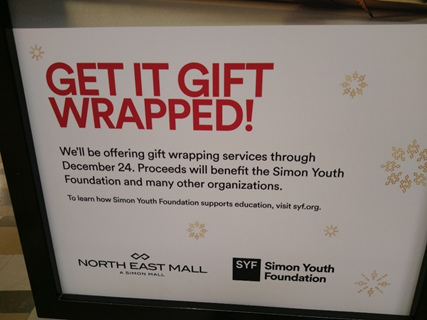 GET IT GIFT
WRAPPED!
We'll be offering gift wrapping services through
December 24. Proceeds will benefit the Simon Youth
Foundation and many other organizations.
To learn how Simon Youth Foundation supports education, visit syf.org.
NORTH EAST MALL
A SIMON MALL
SYF Simon Youth
Foundation